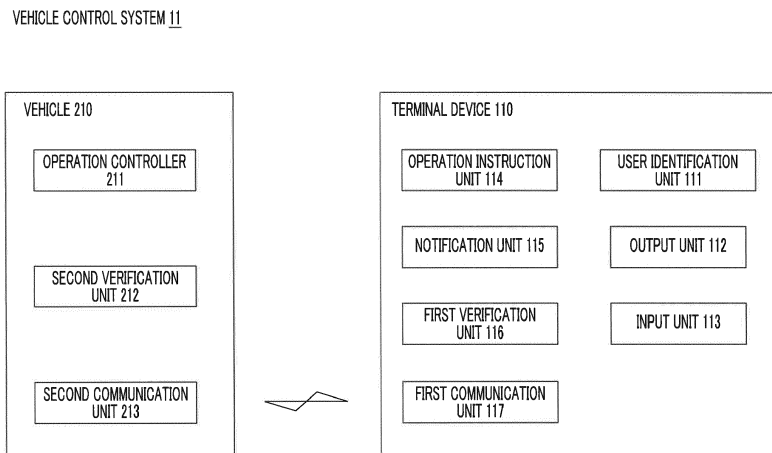 VEHICLE CONTROL SYSTEM 11
VEHICLE 210
OPERATION CONTROLLER
211
SECOND VERIFICATION
UNIT 212
SECOND COMMUNICATION
UNIT 213
TERMINAL DEVICE 110
OPERATION INSTRUCTION
UNIT 114
USER IDENTIFICATION
UNIT 111
NOTIFICATION UNIT 115
OUTPUT UNIT 112
FIRST VERIFICATION
UNIT 116
INPUT UNIT 113
FIRST COMMUNICATION
UNIT 117